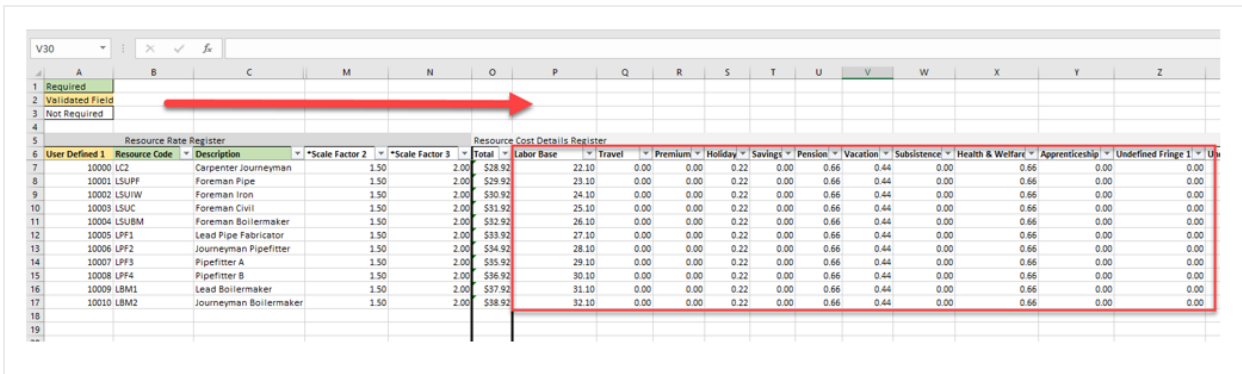 V30 fx
A B C M N O P Q R S T U V W X Y Z
1 Required
2 Validated Field
3 Not Required
4
5 Resource Rate Register Resource Cost Details Register
6 User Defined 1 Resource Code Description *Scale Factor 2 *Scale Factor 3 Total Labor Base Travel Premium Holiday Savings Pension Vacation Subsistence Health & Welfare Apprenticeship Undefined Fringe 1
7 10000 LC2 Carpenter Journeyman 1.50 2.00 $28.92 22.10 0.00 0.00 0.22 0.00 0.66 0.44 0.00 0.66 0.00 0.00
8 10001 LSUPF Foreman Pipe 1.50 2.00 $29.92 23.10 0.00 0.00 0.22 0.00 0.66 0.44 0.00 0.66 0.00 0.00
9 10002 LSUIW Foreman Iron 1.50 2.00 $30.92 24.10 0.00 0.00 0.22 0.00 0.66 0.44 0.00 0.66 0.00 0.00
10 10003 LSUC Foreman Civil 1.50 2.00 $31.92 25.10 0.00 0.00 0.22 0.00 0.66 0.44 0.00 0.66 0.00 0.00
11 10004 LSUBM Foreman Boilermaker 1.50 2.00 $32.92 26.10 0.00 0.00 0.22 0.00 0.66 0.44 0.00 0.66 0.00 0.00
12 10005 LPF1 Lead Pipe Fabricator 1.50 2.00 $33.92 27.10 0.00 0.00 0.22 0.00 0.66 0.44 0.00 0.66 0.00 0.00
13 10006 LPF2 Journeyman Pipefitter 1.50 2.00 $34.92 28.10 0.00 0.00 0.22 0.00 0.66 0.44 0.00 0.66 0.00 0.00
14 10007 LPF3 Pipefitter A 1.50 2.00 $35.92 29.10 0.00 0.00 0.22 0.00 0.66 0.44 0.00 0.66 0.00 0.00
15 10008 LPF4 Pipefitter B 1.50 2.00 $36.92 30.10 0.00 0.00 0.22 0.00 0.66 0.44 0.00 0.66 0.00 0.00
16 10009 LBM1 Lead Boilermaker 1.50 2.00 $37.92 31.10 0.00 0.00 0.22 0.00 0.66 0.44 0.00 0.66 0.00 0.00
17 10010 LBM2 Journeyman Boilermaker 1.50 2.00 $38.92 32.10 0.00 0.00 0.22 0.00 0.66 0.44 0.00 0.66 0.00 0.00
18
19